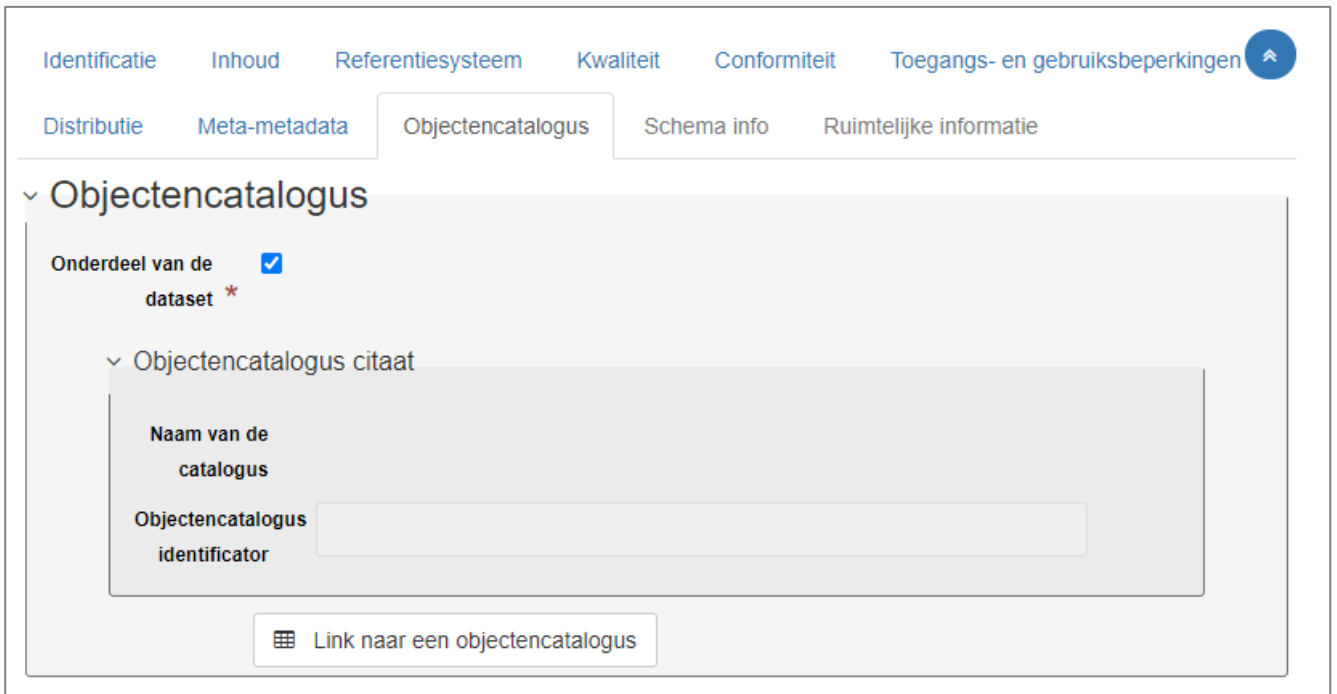 Identificatie Inhoud Referentiesysteem Kwaliteit Conformiteit Toegangs- en gebruiksbeperkingen
Distributie Meta-metadata Objectencatalogus Schema info Ruimtelijke informatie
Objectencatalogus
Onderdeel van de
dataset *
Objectencatalogus citaat
Naam van de
catalogus
Objectencatalogus
identificator
Link naar een objectencatalogus